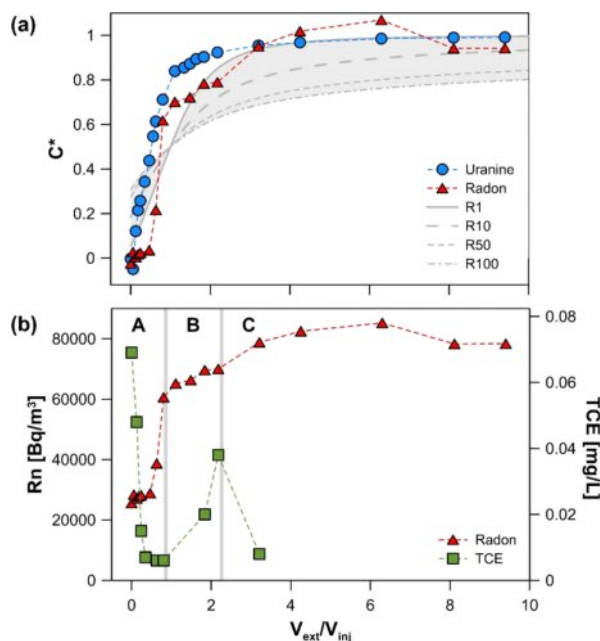 (a)
1
0.8
0.6
0.4
0.2
0
C*
Uranine
Radon
R1
R10
R50
R100
(b)
A B C
80000
60000
40000
20000
0
Rn [Bq/m³]
0.08
0.06
0.04
0.02
0
TCE [mg/L]
Radon
TCE
0 2 4 6 8 10
Vext/Vinj